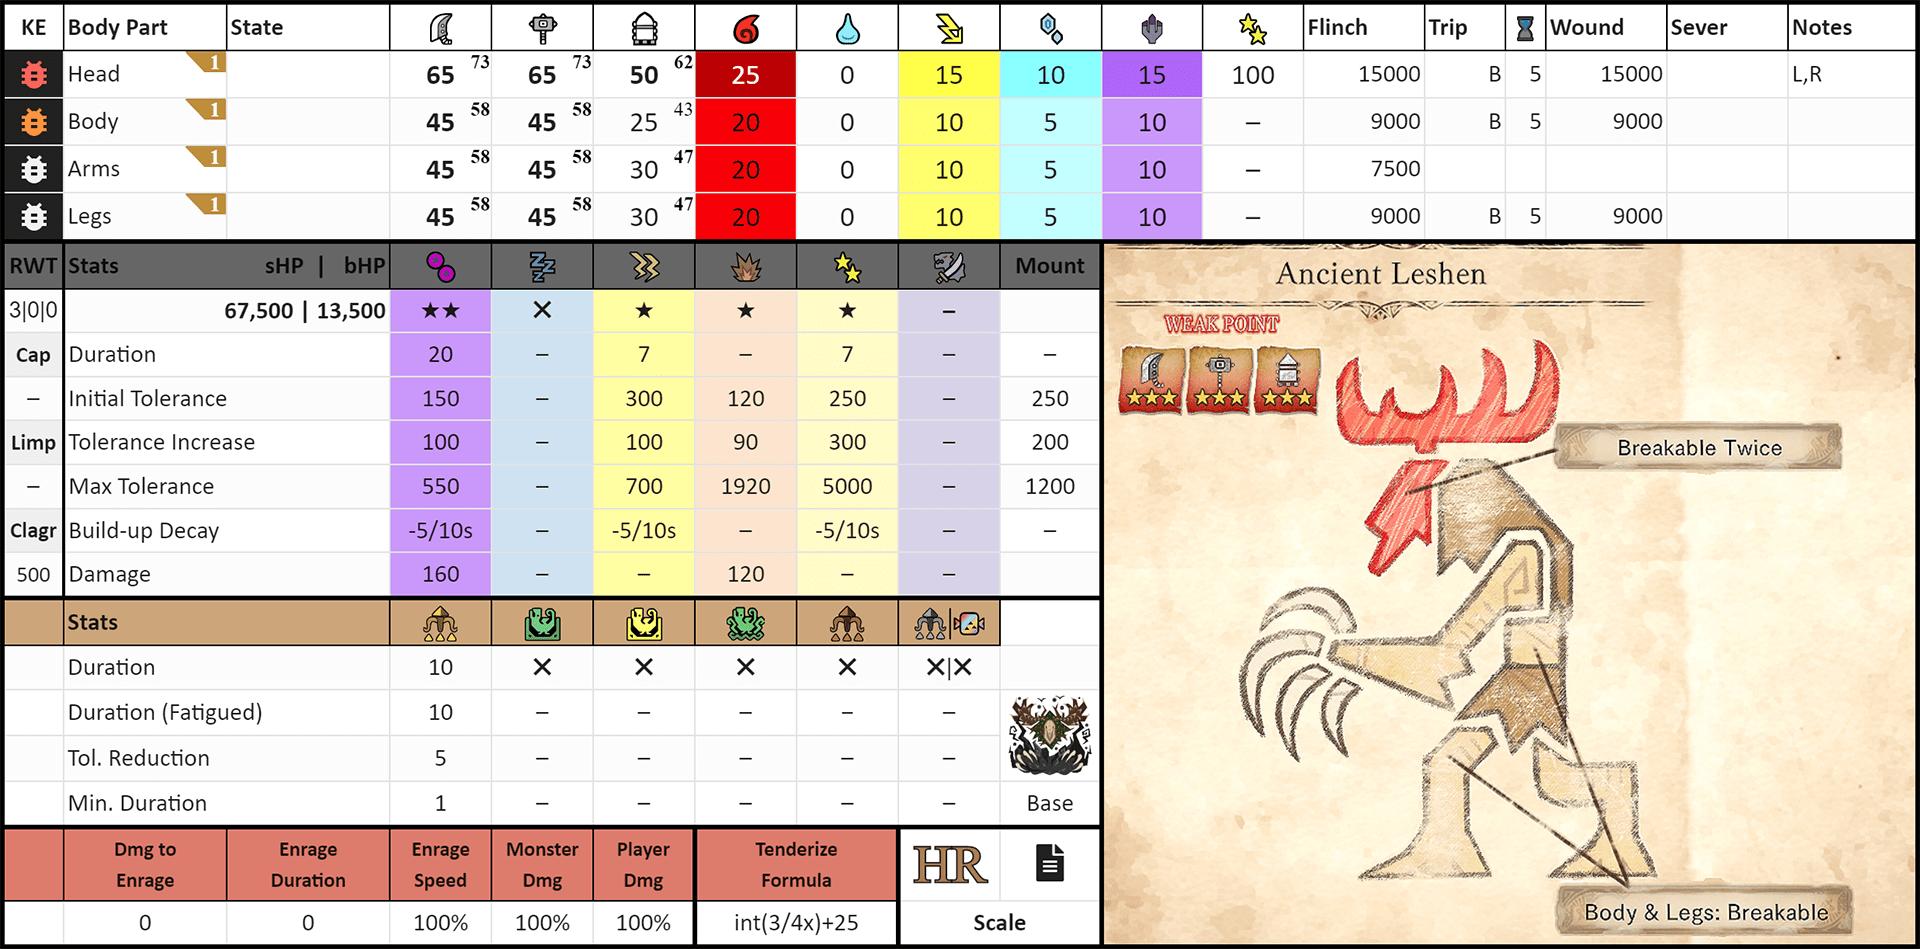 KE Body Part State Flinch Trip Wound Sever Notes
Head 1 65 73 65 73 50 62 25 0 15 10 15 100 15000 B 5 15000 L,R
Body 1 45 58 45 58 25 43 20 0 10 5 10 – 9000 B 5 9000
Arms 1 45 58 45 58 30 47 20 0 10 5 10 – 7500
Legs 1 45 58 45 58 30 47 20 0 10 5 10 – 9000 B 5 9000
RWT Stats sHP | bHP Mount
3|0|0 67,500 | 13,500 ★★ ✕ ★ ★ ★ –
Cap Duration 20 – 7 – 7 – –
– Initial Tolerance 150 – 300 120 250 – 250
Limp Tolerance Increase 100 – 100 90 300 – 200
– Max Tolerance 550 – 700 1920 5000 – 1200
Clagr Build-up Decay -5/10s – -5/10s – -5/10s – –
500 Damage 160 – – 120 – –
Stats
Duration 10 ✕ ✕ ✕ ✕ ✕|✕
Duration (Fatigued) 10 – – – – –
Tol. Reduction 5 – – – – –
Min. Duration 1 – – – – – Base
Dmg to Enrage
Enrage Duration
Enrage Speed
Monster Dmg
Player Dmg
Tenderize Formula
HR
0 0 100% 100% 100% int(3/4x)+25 Scale
Ancient Leshen
WEAK POINT
Breakable Twice
Body & Legs: Breakable